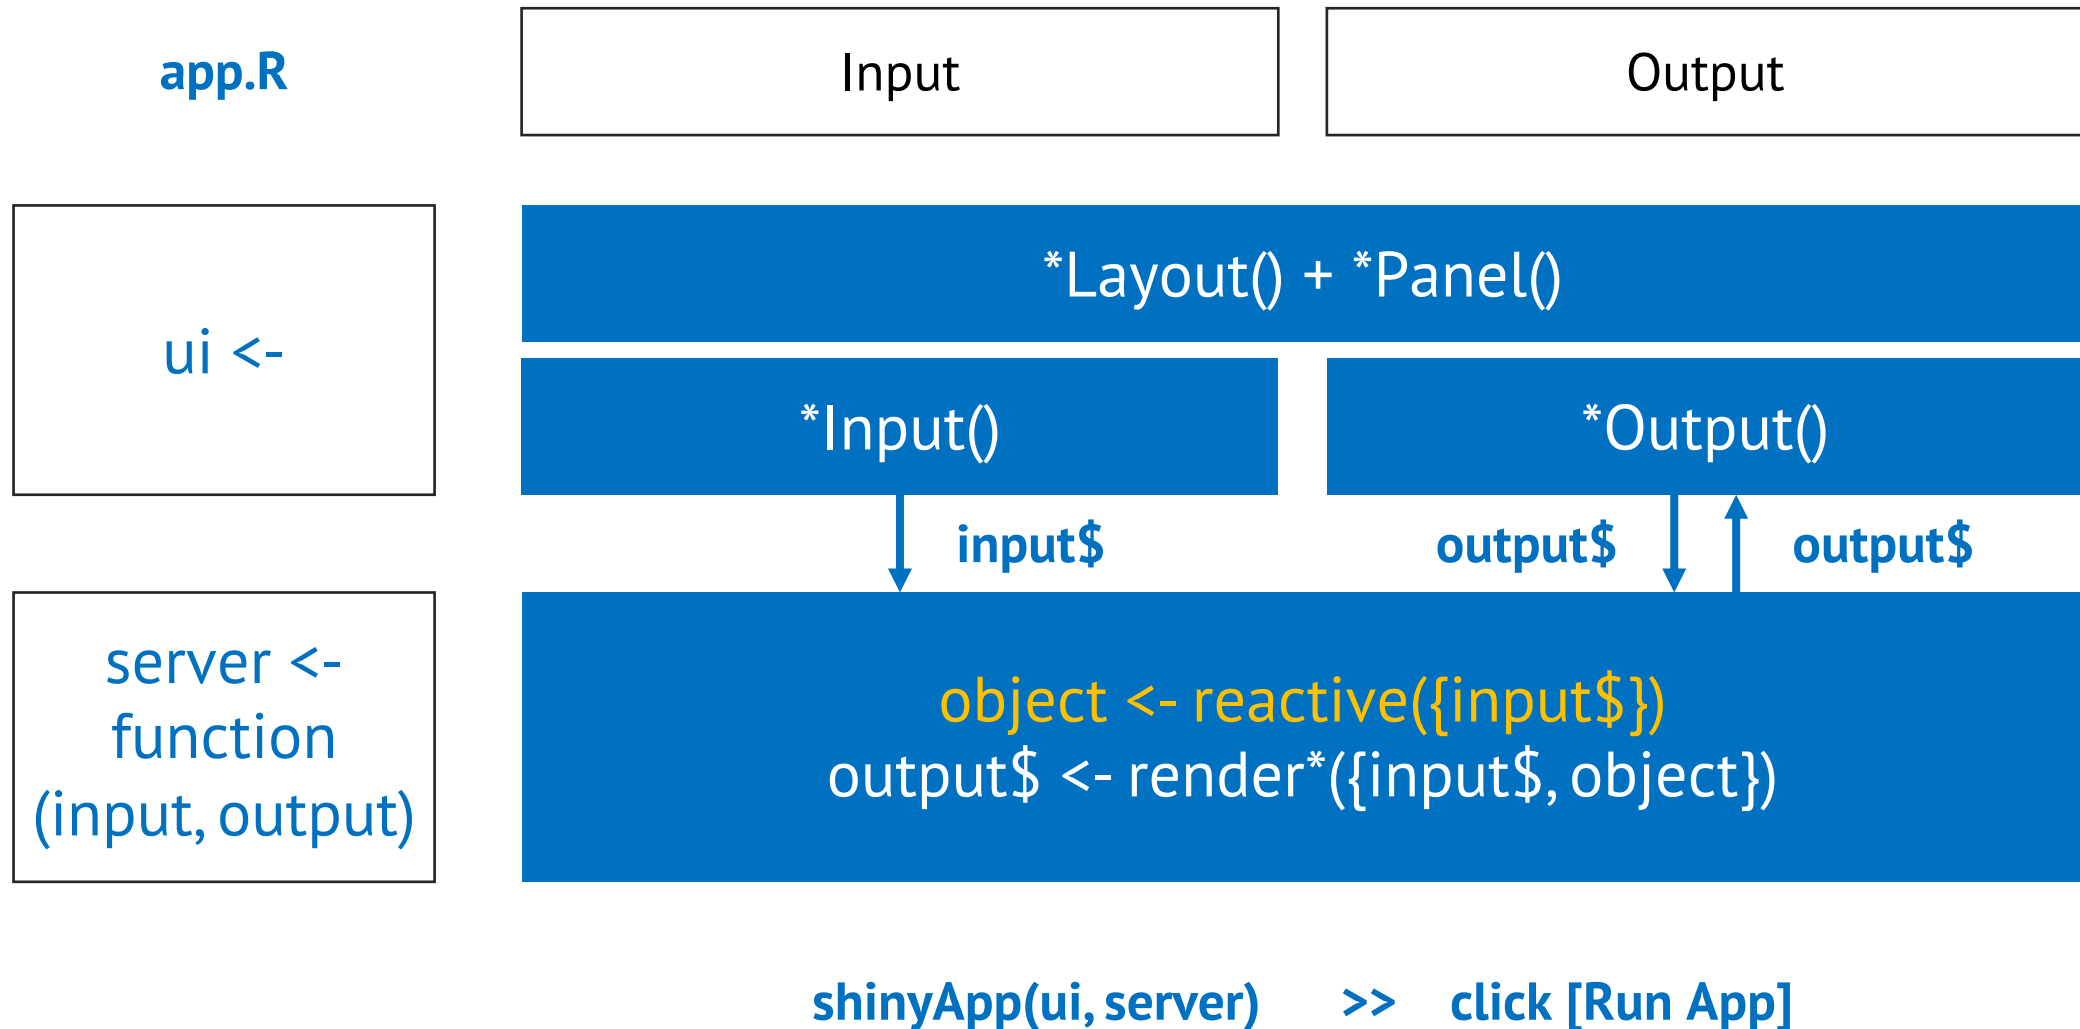 app.R
Input
Output
ui <-
*Layout() + *Panel()
*Input()
*Output()
input$
output$
output$
server <-
function
(input, output)
object <- reactive({input$})
output$ <- render*({input$, object})
shinyApp(ui, server) >> click [Run App]